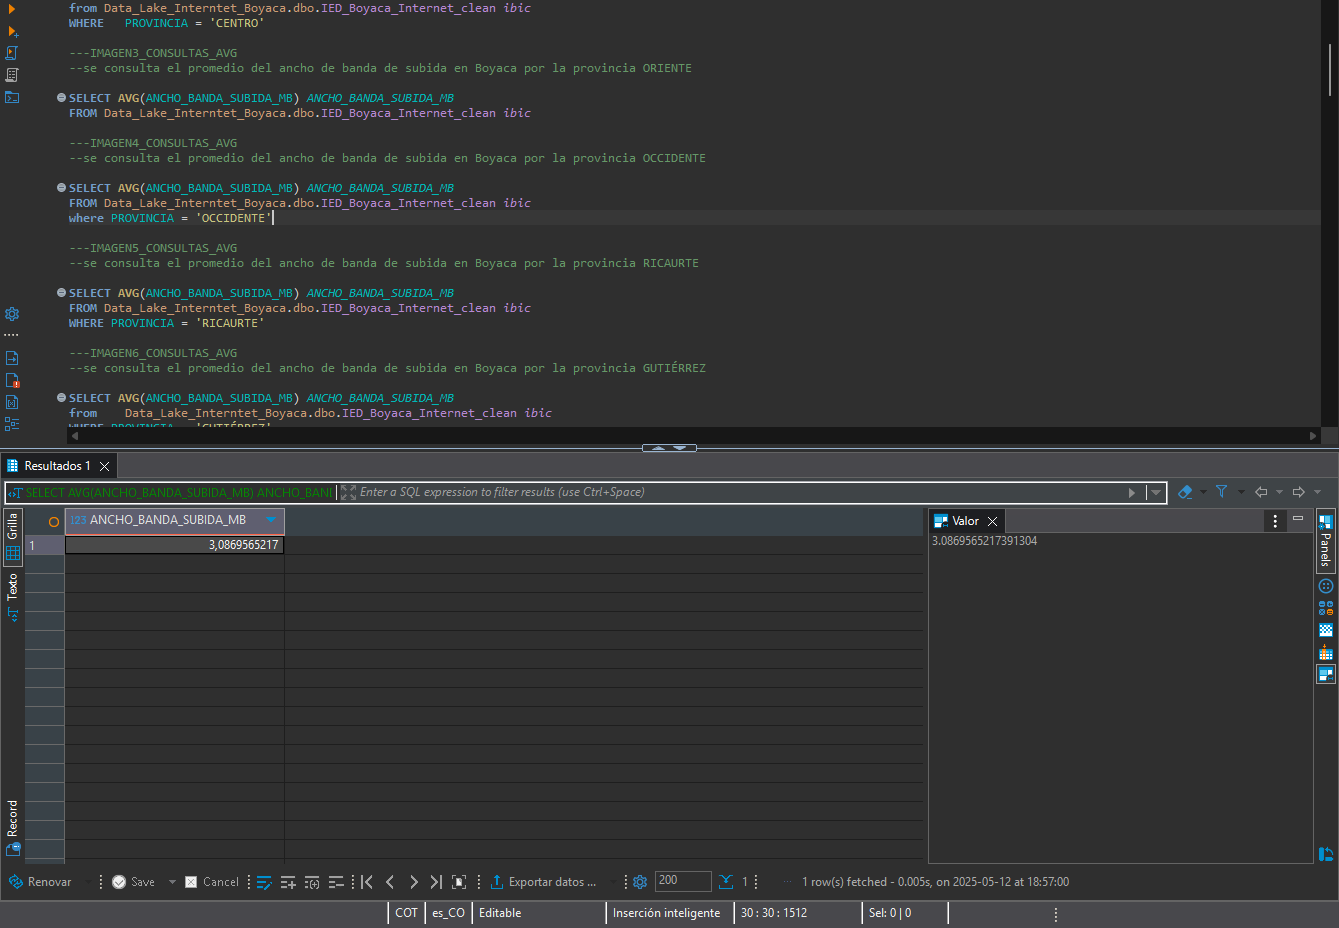 from Data_Lake_Interntet_Boyaca.dbo.IED_Boyaca_Internet_clean ibic
WHERE   PROVINCIA = 'CENTRO'
---IMAGEN3_CONSULTAS_AVG
--se consulta el promedio del ancho de banda de subida en Boyaca por la provincia ORIENTE
SELECT AVG(ANCHO_BANDA_SUBIDA_MB) ANCHO_BANDA_SUBIDA_MB
FROM Data_Lake_Interntet_Boyaca.dbo.IED_Boyaca_Internet_clean ibic
---IMAGEN4_CONSULTAS_AVG
--se consulta el promedio del ancho de banda de subida en Boyaca por la provincia OCCIDENTE
SELECT AVG(ANCHO_BANDA_SUBIDA_MB) ANCHO_BANDA_SUBIDA_MB
FROM Data_Lake_Interntet_Boyaca.dbo.IED_Boyaca_Internet_clean ibic
where PROVINCIA = 'OCCIDENTE'
---IMAGEN5_CONSULTAS_AVG
--se consulta el promedio del ancho de banda de subida en Boyaca por la provincia RICAURTE
SELECT AVG(ANCHO_BANDA_SUBIDA_MB) ANCHO_BANDA_SUBIDA_MB
FROM Data_Lake_Interntet_Boyaca.dbo.IED_Boyaca_Internet_clean ibic
WHERE PROVINCIA = 'RICAURTE'
---IMAGEN6_CONSULTAS_AVG
--se consulta el promedio del ancho de banda de subida en Boyaca por la provincia GUTIÉRREZ
SELECT AVG(ANCHO_BANDA_SUBIDA_MB) ANCHO_BANDA_SUBIDA_MB
from    Data_Lake_Interntet_Boyaca.dbo.IED_Boyaca_Internet_clean ibic
WHERE PROVINCIA = 'GUTIÉRREZ'
Resultados 1
SELECT AVG(ANCHO_BANDA_SUBIDA_MB) ANCHO_BANI
Enter a SQL expression to filter results (use Ctrl+Space)
Grilla
123 ANCHO_BANDA_SUBIDA_MB
Valor
Panels
1
3,0869565217
3.0869565217391304
Texto
Record
Renovar
Save
Cancel
Exportar datos ...
200
1
1 row(s) fetched - 0.005s, on 2025-05-12 at 18:57:00
COT
es_CO
Editable
Inserción inteligente
30 : 30 : 1512
Sel: 0 | 0